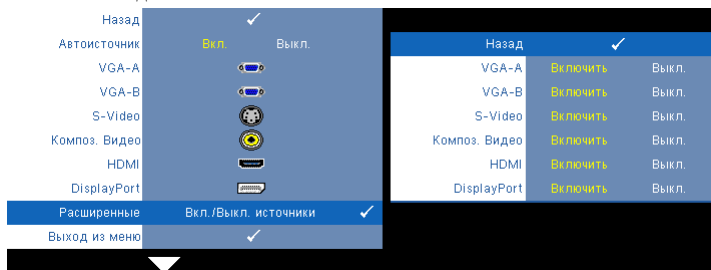 Назад
Автоисточник Вкл. Выкл.
VGA-A
VGA-B
S-Video
Композ. Видео
HDMI
DisplayPort
Расширенные Вкл./Выкл. источники
Выход из меню
Назад
VGA-A Включить Выкл.
VGA-B Включить Выкл.
S-Video Включить Выкл.
Композ. Видео Включить Выкл.
HDMI Включить Выкл.
DisplayPort Включить Выкл.